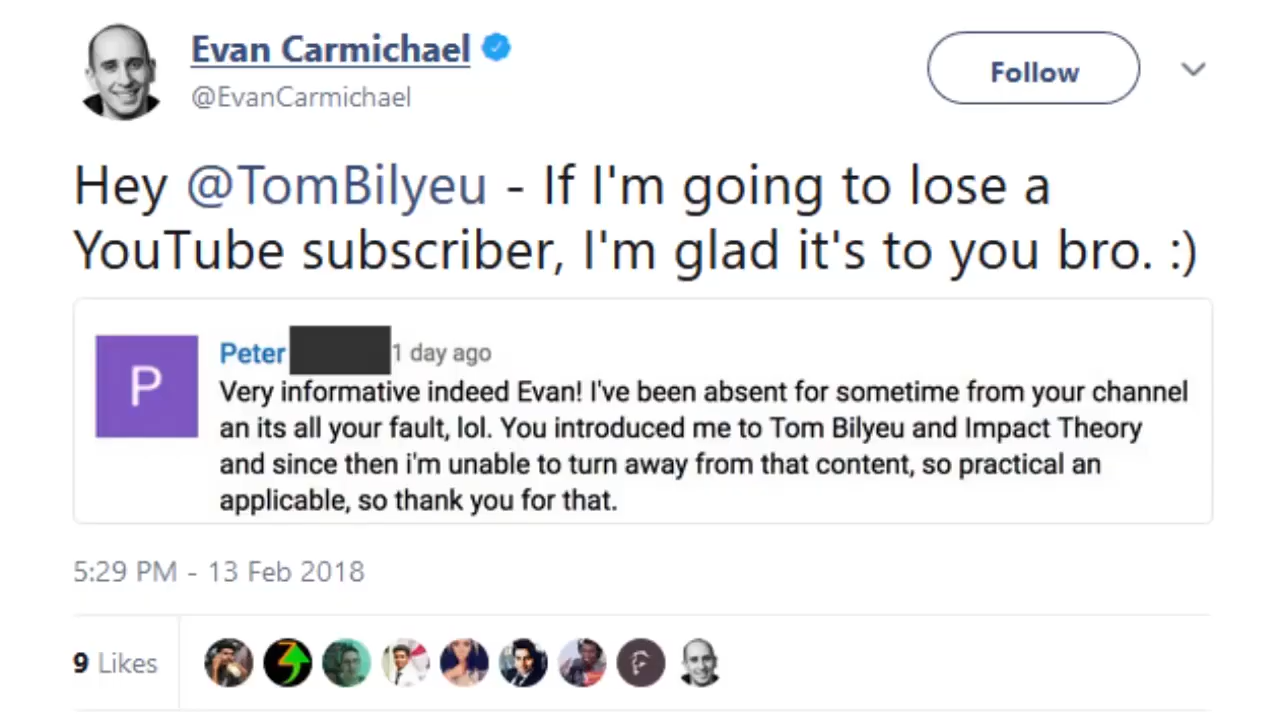 Evan Carmichael
@EvanCarmichael
Follow
Hey @TomBilyeu - If I'm going to lose a
YouTube subscriber, I'm glad it's to you bro. :)
P
Peter 1 day ago
Very informative indeed Evan! I've been absent for sometime from your channel
an its all your fault, lol. You introduced me to Tom Bilyeu and Impact Theory
and since then i'm unable to turn away from that content, so practical an
applicable, so thank you for that.
5:29 PM - 13 Feb 2018
9 Likes